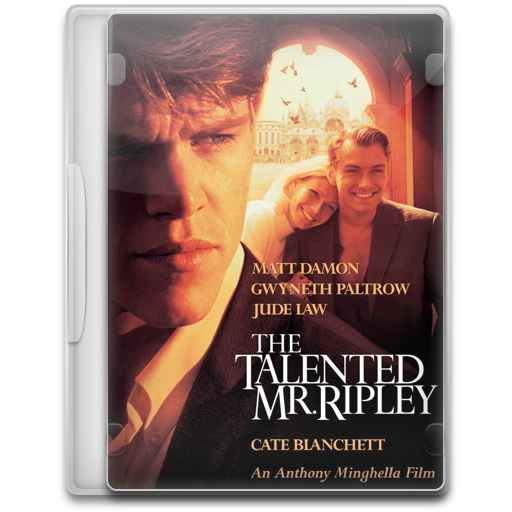 MATT DAMON
GWYNETH PALTROW
JUDE LAW
THE
TALENTED
MR. RIPLEY
CATE BLANCHETT
An Anthony Minghella Film